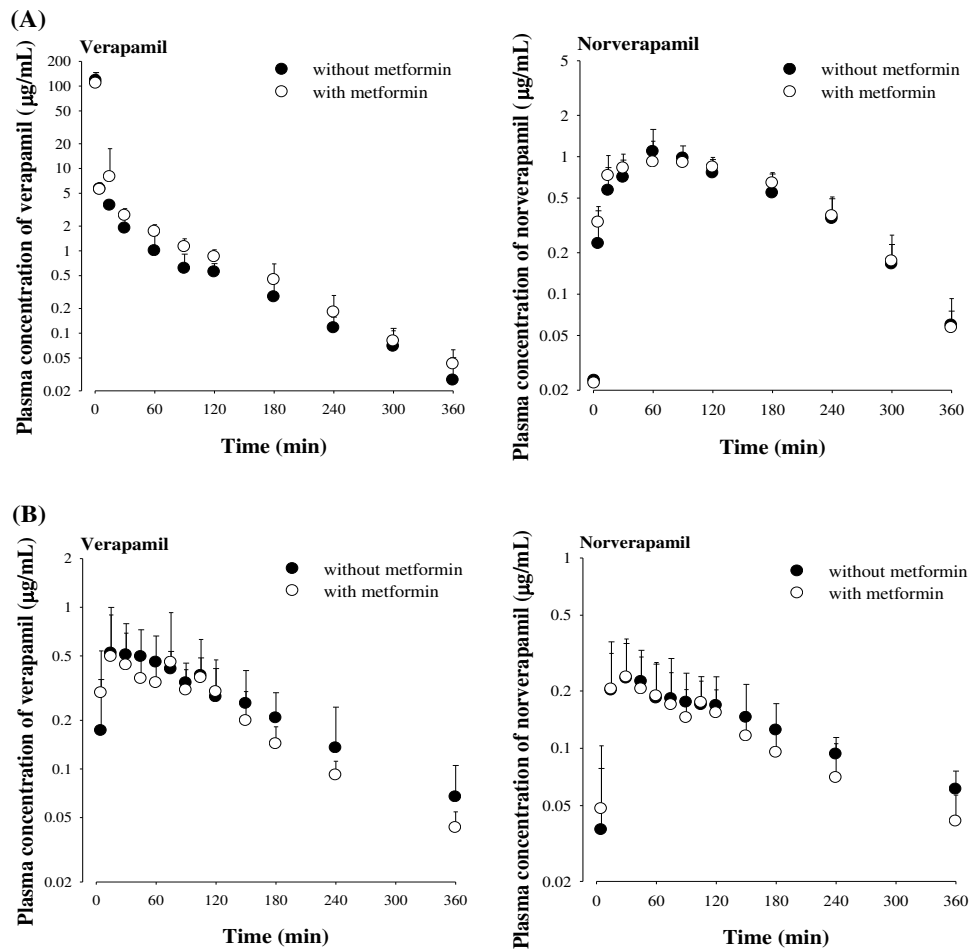 (A)
Verapamil
without metformin
with metformin
Plasma concentration of verapamil (µg/mL)
200
100
20
10
5
2
1
0.5
0.1
0.05
0.02
0 60 120 180 240 300 360
Time (min)
Norverapamil
without metformin
with metformin
Plasma concentration of norverapamil (µg/mL)
5
2
1
0.5
0.2
0.1
0.05
0.02
0 60 120 180 240 300 360
Time (min)
(B)
Verapamil
without metformin
with metformin
Plasma concentration of verapamil (µg/mL)
2
1
0.5
0.2
0.1
0.05
0.02
0 60 120 180 240 300 360
Time (min)
Norverapamil
without metformin
with metformin
Plasma concentration of norverapamil (µg/mL)
1
0.5
0.2
0.1
0.05
0.02
0 60 120 180 240 300 360
Time (min)